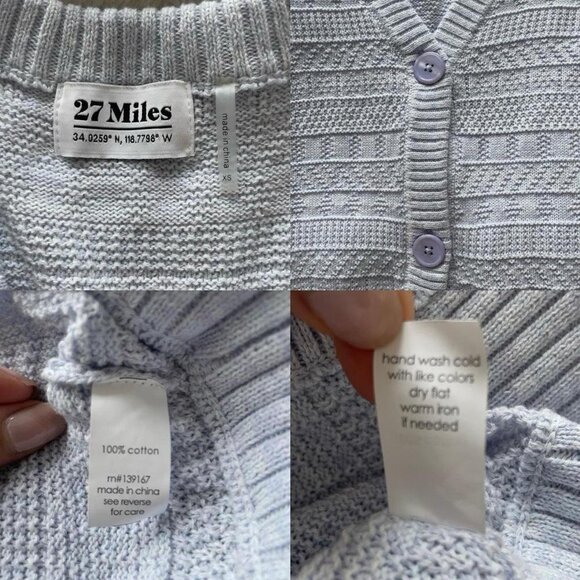 27 Miles
34.0259° N, 118.7798° W
made in china
XS
100% cotton
rn#139167
made in china
see reverse
for care
hand wash cold
with like colors
dry flat
warm iron
if needed